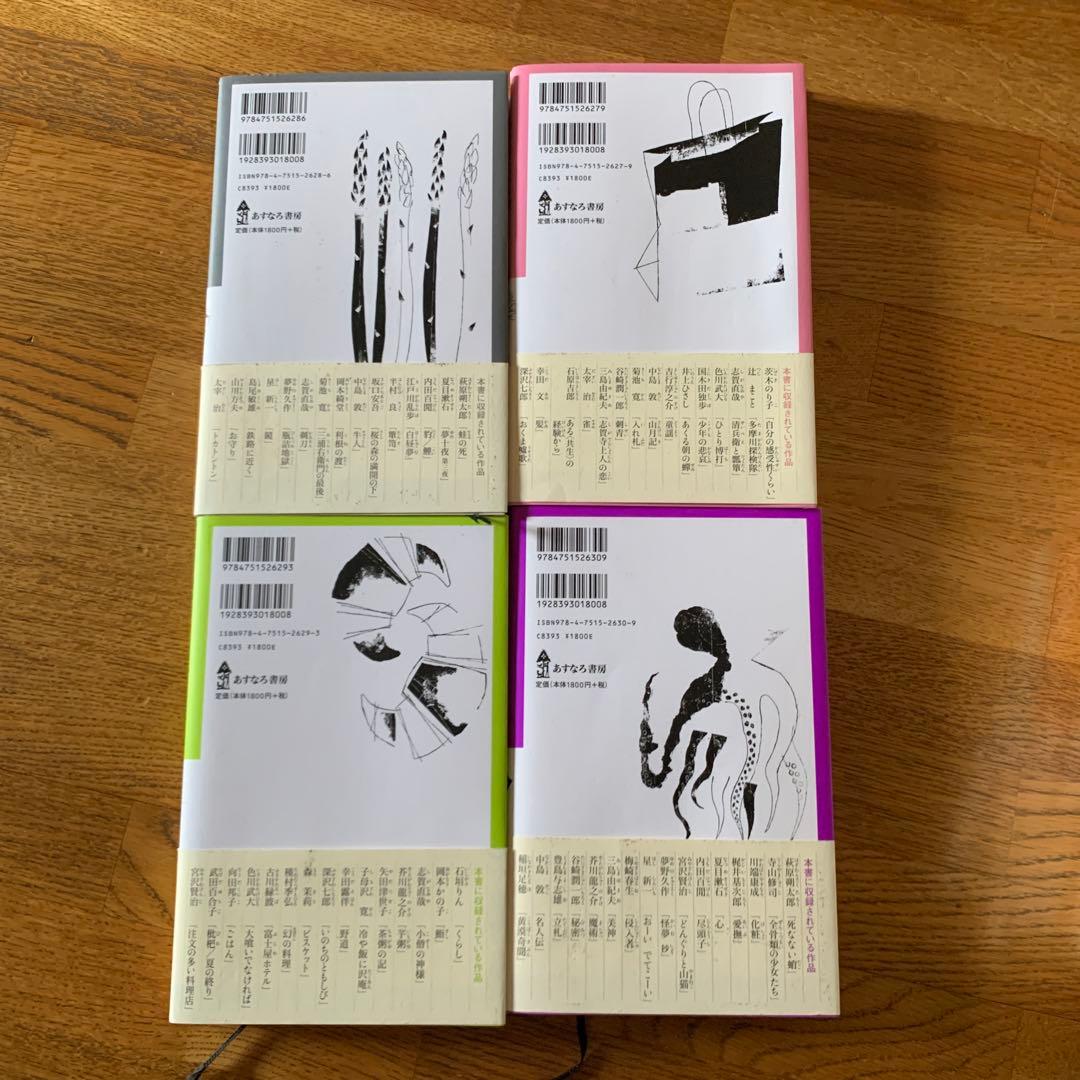 9784751526286
1928393018008
ISBN978-4-7515-2628-6
C8393 ¥1800E
あすなろ書房
定価(本体1800円+税)
本書に収録されている作品
萩原朔太郎『蛙の死』
夏目漱石『夢十夜 第三夜』
内田百閒『豹/鯉』
江戸川乱歩『白昼夢』
半村 良『箪笥』
坂口安吾『桜の森の満開の下』
中島 敦『牛人』
岡本綺堂『利根の渡』
菊池 寛『三浦右衛門の最後』
志賀直哉『剃刀』
夢野久作『瓶詰地獄』
星 新一『鏡』
島尾敏雄『鉄路に近く』
山川方夫『お守り』
太宰 治『トカトントン』
9784751526279
1928393018008
ISBN978-4-7515-2627-9
C8393 ¥1800E
あすなろ書房
定価(本体1800円+税)
本書に収録されている作品
茨木のり子『自分の感受性くらい』
辻 まこと『多摩川探検隊』
志賀直哉『清兵衛と瓢箪』
色川武大『ひとり博打』
国木田独歩『少年の悲哀』
井上ひさし『あくる朝の蟬』
吉行淳之介『童謡』
中島 敦『山月記』
菊池 寛『入れ札』
谷崎潤一郎『刺青』
三島由紀夫『志賀寺上人の恋』
太宰 治『雀』
石原吉郎『ある〈共生〉の経験から』
幸田 文『髪』
深沢七郎『おくま嘘歌』
9784751526293
1928393018008
ISBN978-4-7515-2629-3
C8393 ¥1800E
あすなろ書房
定価(本体1800円+税)
本書に収録されている作品
石垣りん『くらし』
岡本かの子『鮨』
志賀直哉『小僧の神様』
芥川龍之介『芋粥』
矢田津世子『茶粥の記』
子母沢 寛『冷や飯に沢庵』
幸田露伴『野道』
深沢七郎『いのちのともしび』
森 茉莉『ビスケット』
種村季弘『幻の料理』
古川緑波『富士屋ホテル』
色川武大『大喰いでなければ』
向田邦子『ごはん』
武田百合子『枇杷/夏の終り』
宮沢賢治『注文の多い料理店』
9784751526309
1928393018008
ISBN978-4-7515-2630-9
C8393 ¥1800E
あすなろ書房
定価(本体1800円+税)
本書に収録されている作品
萩原朔太郎『死なない蛸』
寺山修司『全骨類の少女たち』
川端康成『化粧』
梶井基次郎『愛撫』
夏目漱石『心』
内田百閒『尽頭子』
宮沢賢治『どんぐりと山猫』
夢野久作『怪夢 抄』
星 新一『おーい でてこーい』
梅崎春生『侵入者』
三島由紀夫『美神』
芥川龍之介『魔術』
谷崎潤一郎『秘密』
豊島与志雄『立札』
中島 敦『名人伝』
稲垣足穂『黄漠奇聞』